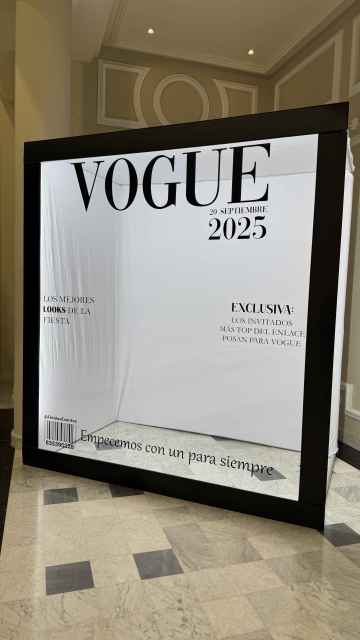 VOGUE
20 SEPTIEMBRE
2025
LOS MEJORES
LOOKS DE LA
FIESTA
EXCLUSIVA:
LOS INVITADOS
MÁS TOP DEL ENLACE
POSAN PARA VOGUE
Empecemos con un para siempre